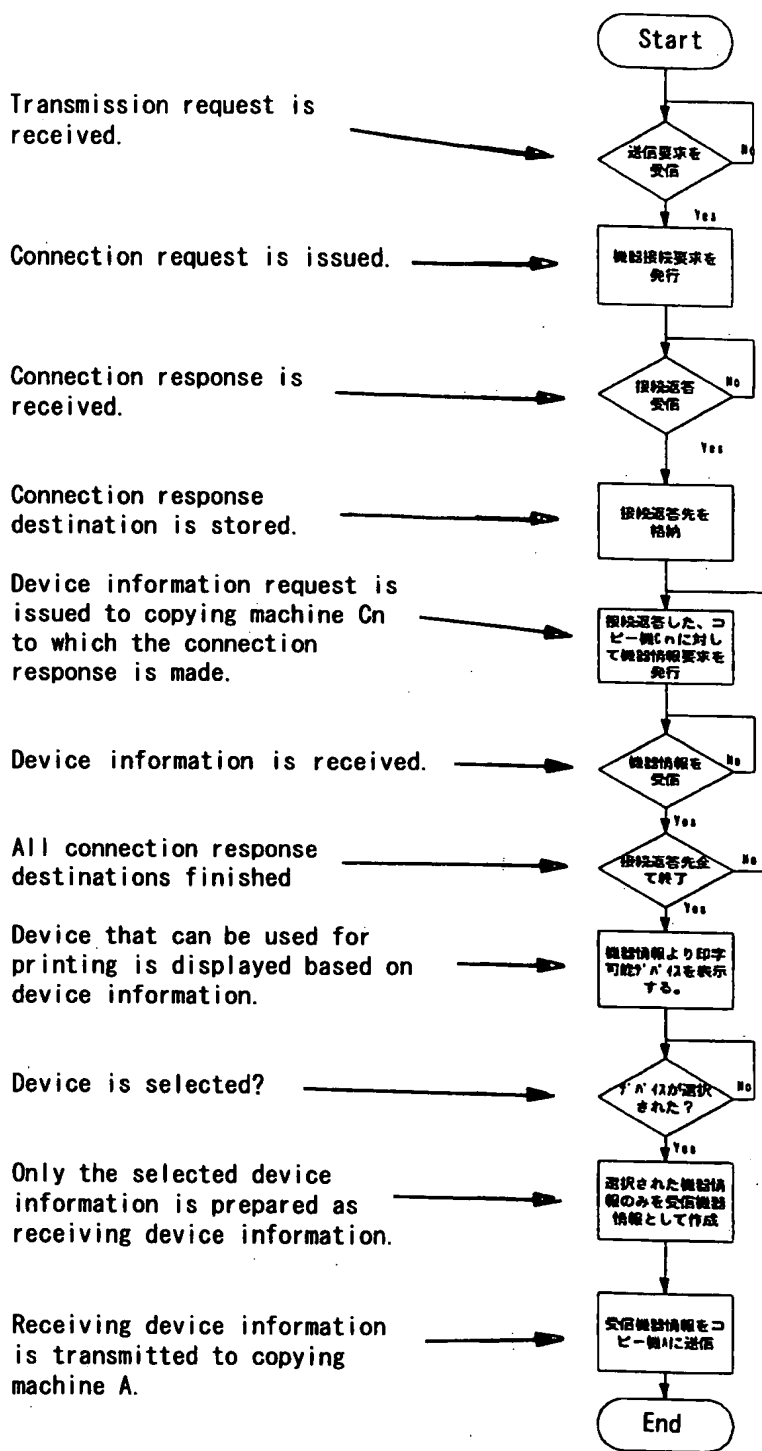 Start
Transmission request is
received.
送信要求を
受信
No
Yes
Connection request is issued.
機器接続要求を
発行
Connection response is
received.
接続返答
受信
No
Yes
Connection response
destination is stored.
接続返答先を
格納
Device information request is
issued to copying machine Cn
to which the connection
response is made.
接続返答した、コ
ピー機Cnに対し
て機器情報要求を
発行
Device information is received.
機器情報を
受信
No
Yes
All connection response
destinations finished
接続返答先全
て終了
No
Yes
Device that can be used for
printing is displayed based on
device information.
機器情報より印字
可能デバイスを表示
する。
Device is selected?
デバイスが選択
された?
No
Yes
Only the selected device
information is prepared as
receiving device information.
選択された機器情
報のみを受信機器
情報として作成
Receiving device information
is transmitted to copying
machine A.
受信機器情報をコ
ピー機Aに送信
End